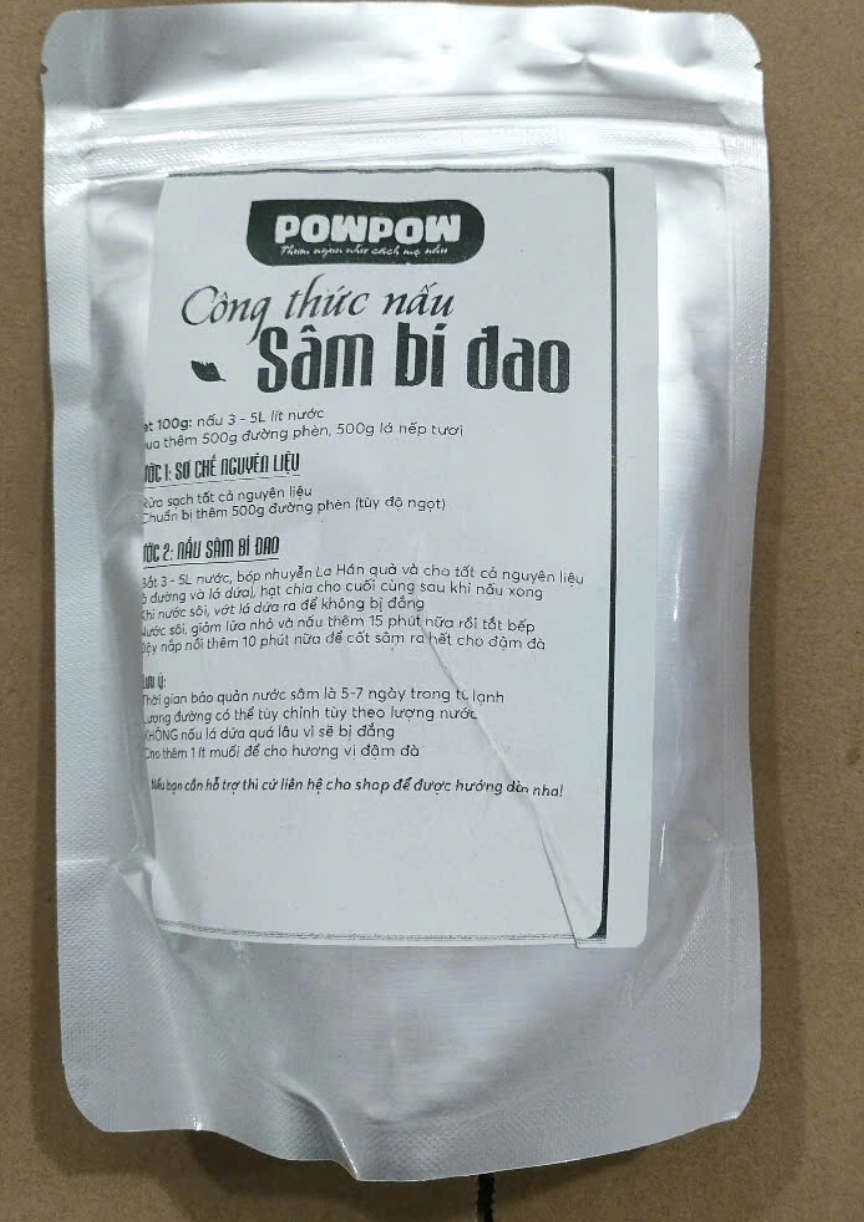 POWPOW
Thơm ngon như cách mẹ nấu
Công thức nấu
Sâm bí đao
100g: nấu 3 - 5L lít nước
thêm 500g đường phèn, 500g lá nếp tươi
1: SƠ CHẾ NGUYÊN LIỆU
Rửa sạch tất cả nguyên liệu
Chuẩn bị thêm 500g đường phèn (tùy độ ngọt)
2: NẤU SÂM BÍ ĐAO
3 - 5L nước, bóp nhuyễn La Hán quả và cho tất cả nguyên liệu
đường và lá dứa), hạt chia cho cuối cùng sau khi nấu xong
Khi nước sôi, vớt lá dứa ra để không bị đắng
Nước sôi, giảm lửa nhỏ và nấu thêm 15 phút nữa rồi tắt bếp
nắp nồi thêm 10 phút nữa để cốt sâm ra hết cho đậm đà
Lưu ý:
Thời gian bảo quản nước sâm là 5-7 ngày trong tủ lạnh
Lượng đường có thể tùy chỉnh tùy theo lượng nước
KHÔNG nấu lá dứa quá lâu vì sẽ bị đắng
Cho thêm 1 ít muối để cho hương vị đậm đà
Nếu bạn cần hỗ trợ thì cứ liên hệ cho shop để được hướng dẫn nha!